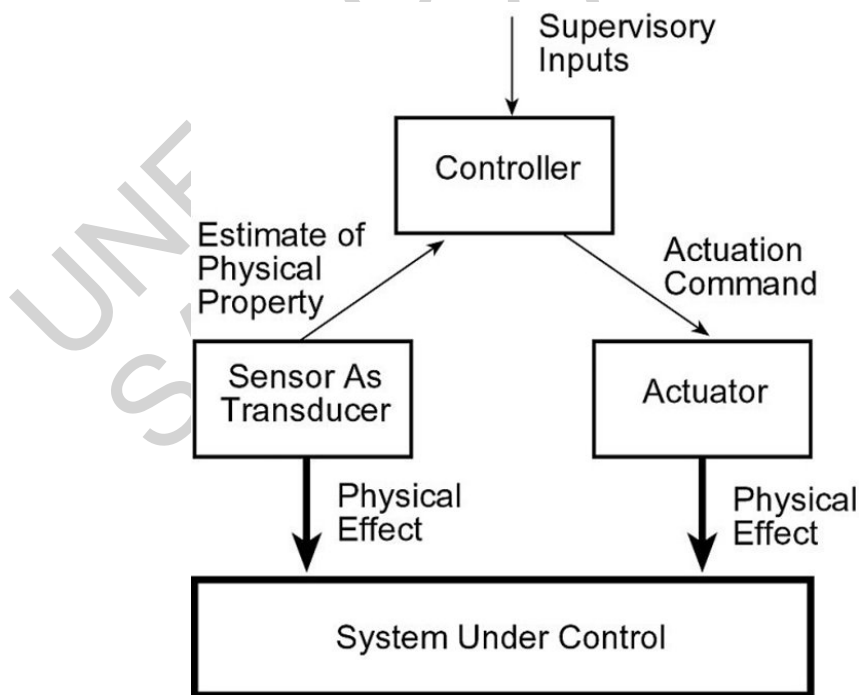 Supervisory
Inputs
Controller
Estimate of
Physical
Property
Actuation
Command
Sensor As
Transducer
Actuator
Physical
Effect
Physical
Effect
System Under Control